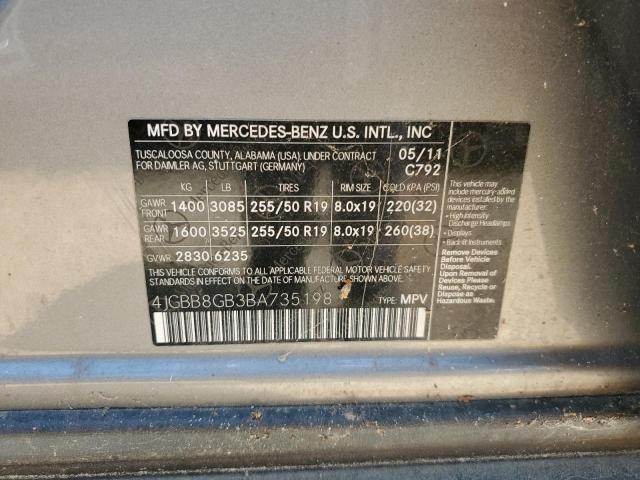 MFD BY MERCEDES-BENZ U.S. INTL., INC
TUSCALOOSA COUNTY, ALABAMA (USA), UNDER CONTRACT 05/11
FOR DAIMLER AG, STUTTGART (GERMANY) C792
KG LB TIRES RIM SIZE COLD KPA (PSI)
GAWR FRONT 1400 3085 255/50 R19 8.0x19 220(32)
GAWR REAR 1600 3525 255/50 R19 8.0x19 260(38)
GVWR 2830 6235
THIS VEHICLE CONFORMS TO ALL APPLICABLE FEDERAL MOTOR VEHICLE
SAFETY STANDARDS IN EFFECT ON THE DATE OF MANUFACTURE SHOWN ABOVE
4JGBB8GB3BA735198 TYPE: MPV
This Vehicle may include
mercury-added
devices installed by the
manufacturer:
• High Intensity
Discharge Headlamps
• Displays
• Back-lit Instruments
Remove Devices Before
Vehicle Disposal.
Upon Removal of
Devices Please Reuse,
Recycle or Dispose as
Hazardous Waste.